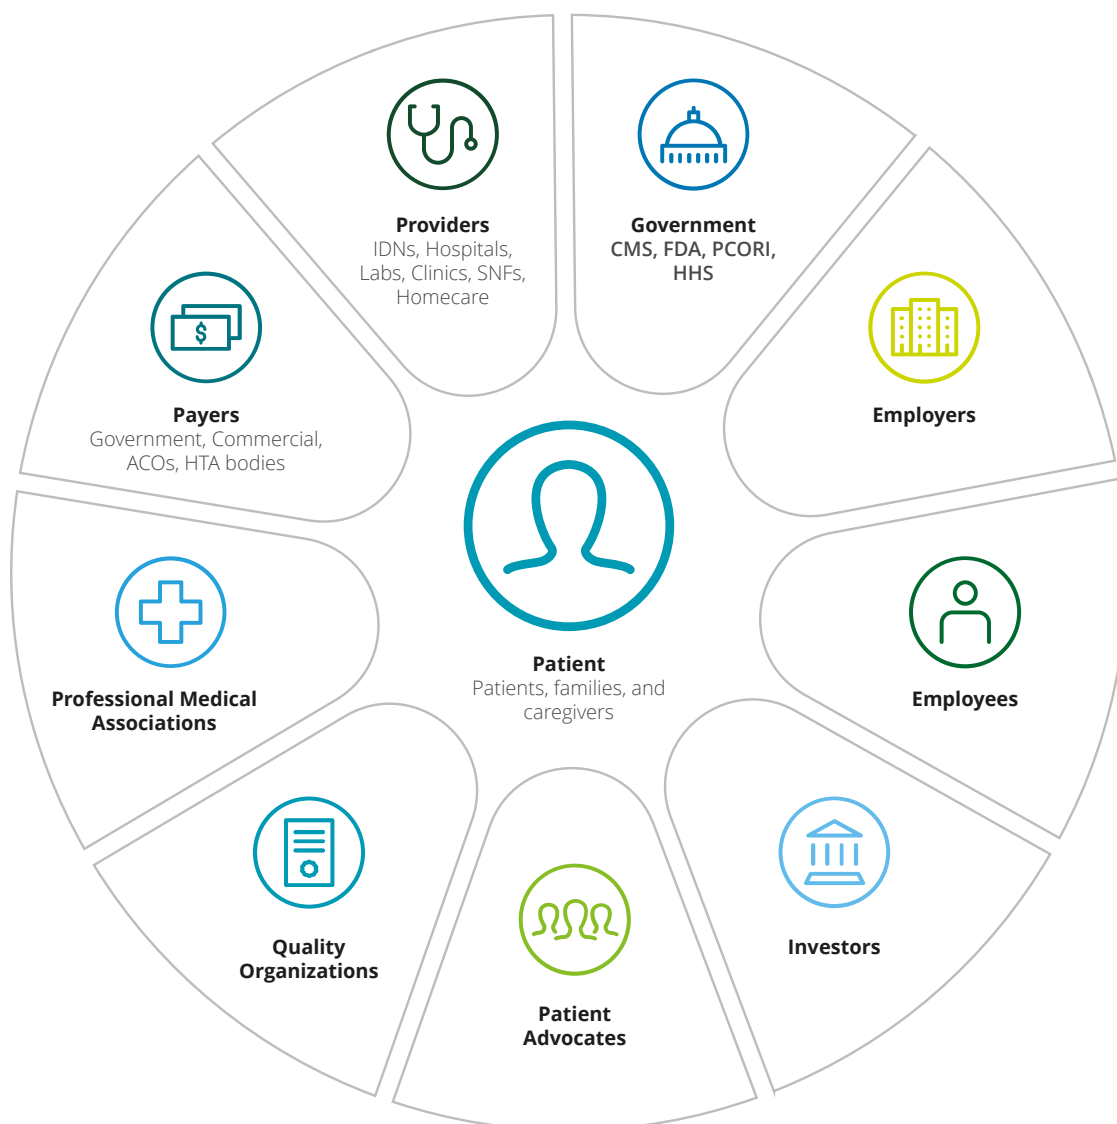 Providers
IDNs, Hospitals,
Labs, Clinics, SNFs,
Homecare
Government
CMS, FDA, PCORI,
HHS
Payers
Government, Commercial,
ACOs, HTA bodies
$
Employers
Patient
Patients, families, and
caregivers
Professional Medical
Associations
Employees
Quality
Organizations
Investors
Patient
Advocates